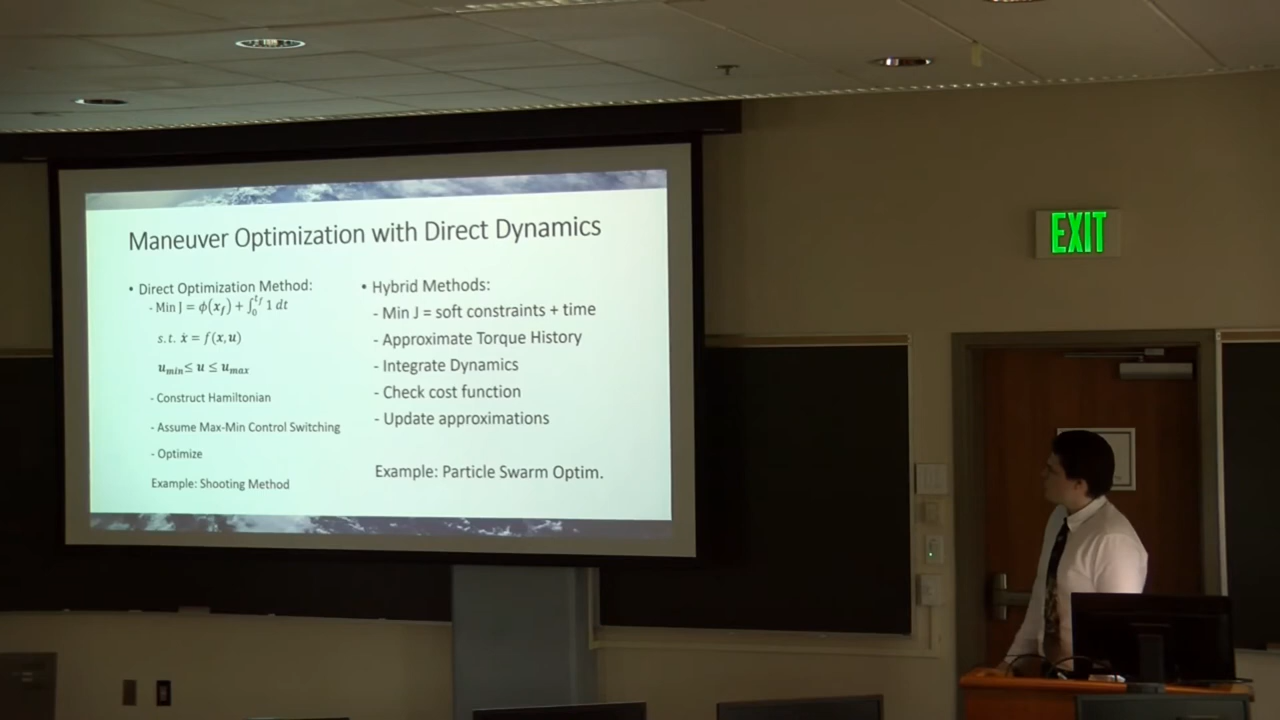 Maneuver Optimization with Direct Dynamics
• Direct Optimization Method:
- Min J = ϕ(x_f) + ∫_0^{t_f} 1 dt
s.t. ẋ = f(x, u)
u_min ≤ u ≤ u_max
- Construct Hamiltonian
- Assume Max-Min Control Switching
- Optimize
Example: Shooting Method
• Hybrid Methods:
- Min J = soft constraints + time
- Approximate Torque History
- Integrate Dynamics
- Check cost function
- Update approximations
Example: Particle Swarm Optim.
EXIT